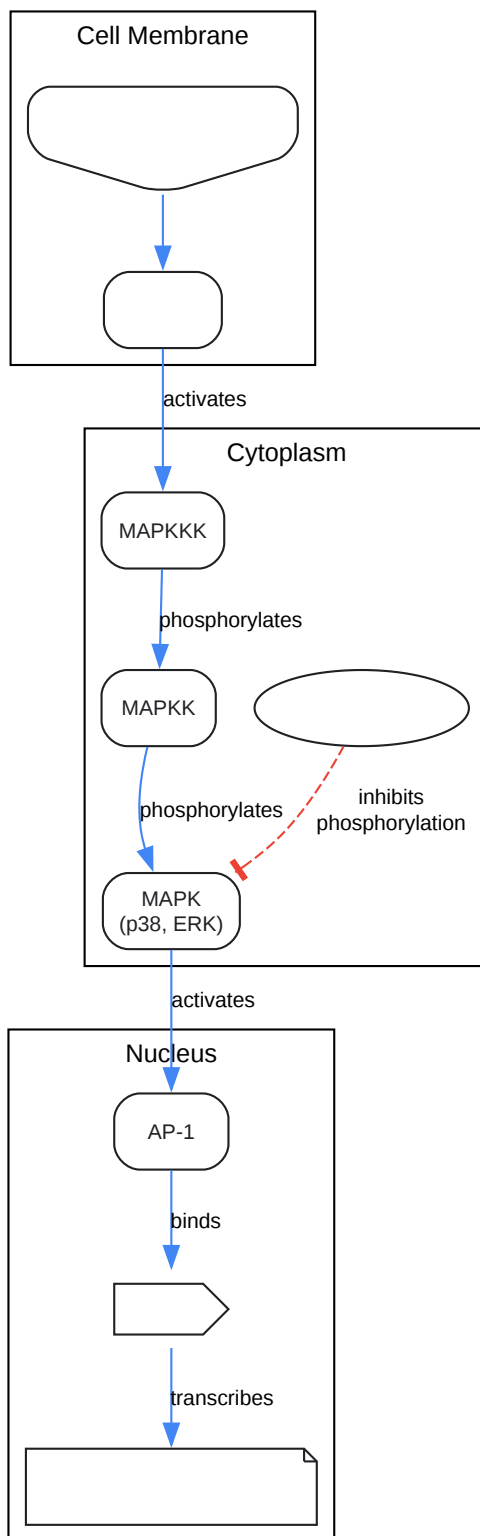 Cell Membrane
activates
Cytoplasm
MAPKKK
phosphorylates
MAPKK
phosphorylates
inhibits
phosphorylation
MAPK
(p38, ERK)
activates
Nucleus
AP-1
binds
transcribes